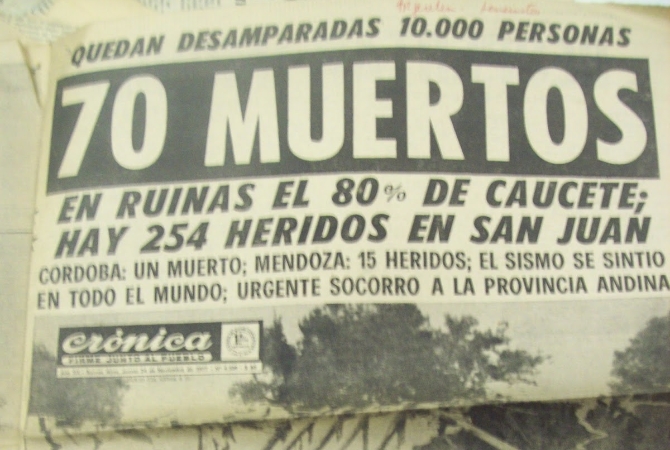 QUEDAN DESAMPARADAS 10.000 PERSONAS
70 MUERTOS
EN RUINAS EL 80% DE CAUCETE;
HAY 254 HERIDOS EN SAN JUAN
CORDOBA: UN MUERTO; MENDOZA: 15 HERIDOS; EL SISMO SE SINTIO
EN TODO EL MUNDO; URGENTE SOCORRO A LA PROVINCIA ANDINA
crónica
FIRME JUNTO AL PUEBLO